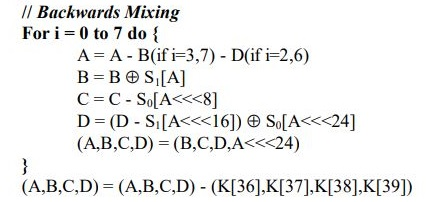 // Backwards Mixing
For i = 0 to 7 do {
A = A - B(if i=3,7) - D(if i=2,6)
B = B ⊕ S₁[A]
C = C - S₀[A<<<8]
D = (D - S₁[A<<<16]) ⊕ S₀[A<<<24]
(A,B,C,D) = (B,C,D,A<<<24)
}
(A,B,C,D) = (A,B,C,D) - (K[36],K[37],K[38],K[39])